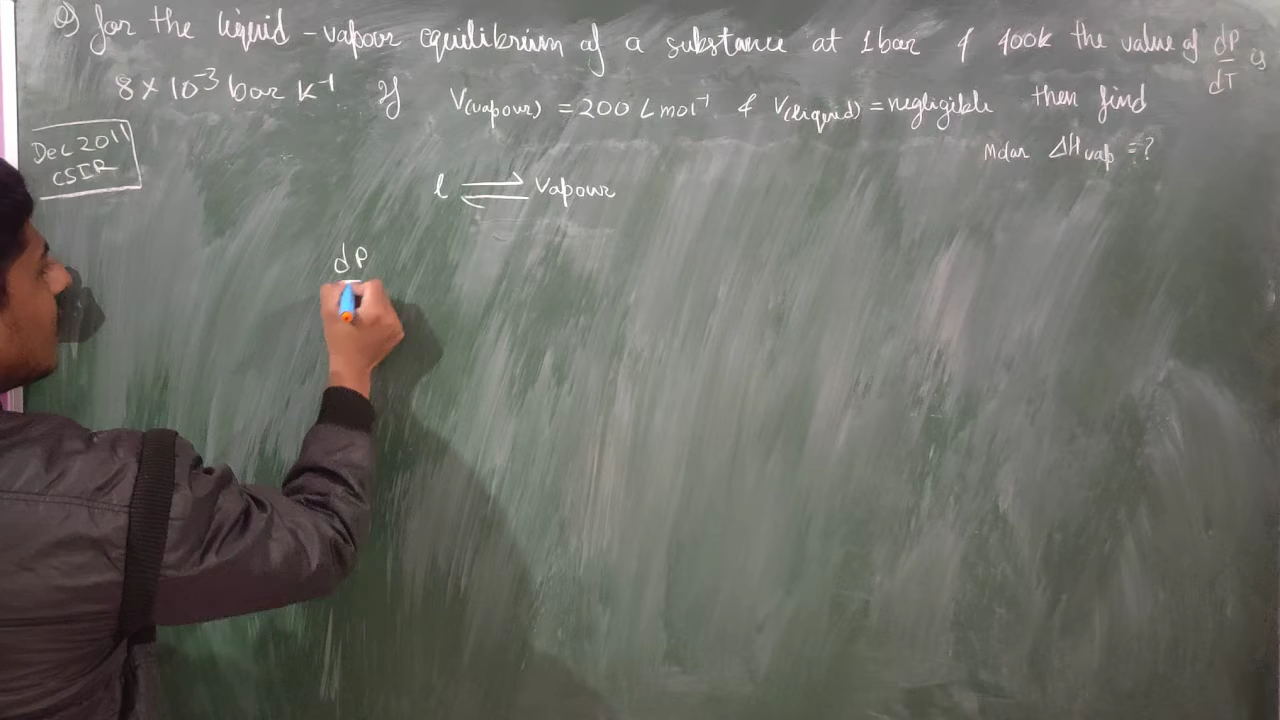 Q) for the liquid - vapour equilibrium of a substance at 1 bar & 400k the value of dP/dT is
8 × 10⁻³ bar k⁻¹ If V(vapour) = 200 L mol⁻¹ & V(liquid) = negligible then find
Molar ΔHvap = ?
Dec 2011
CSIR
l ⇌ Vapour
dP